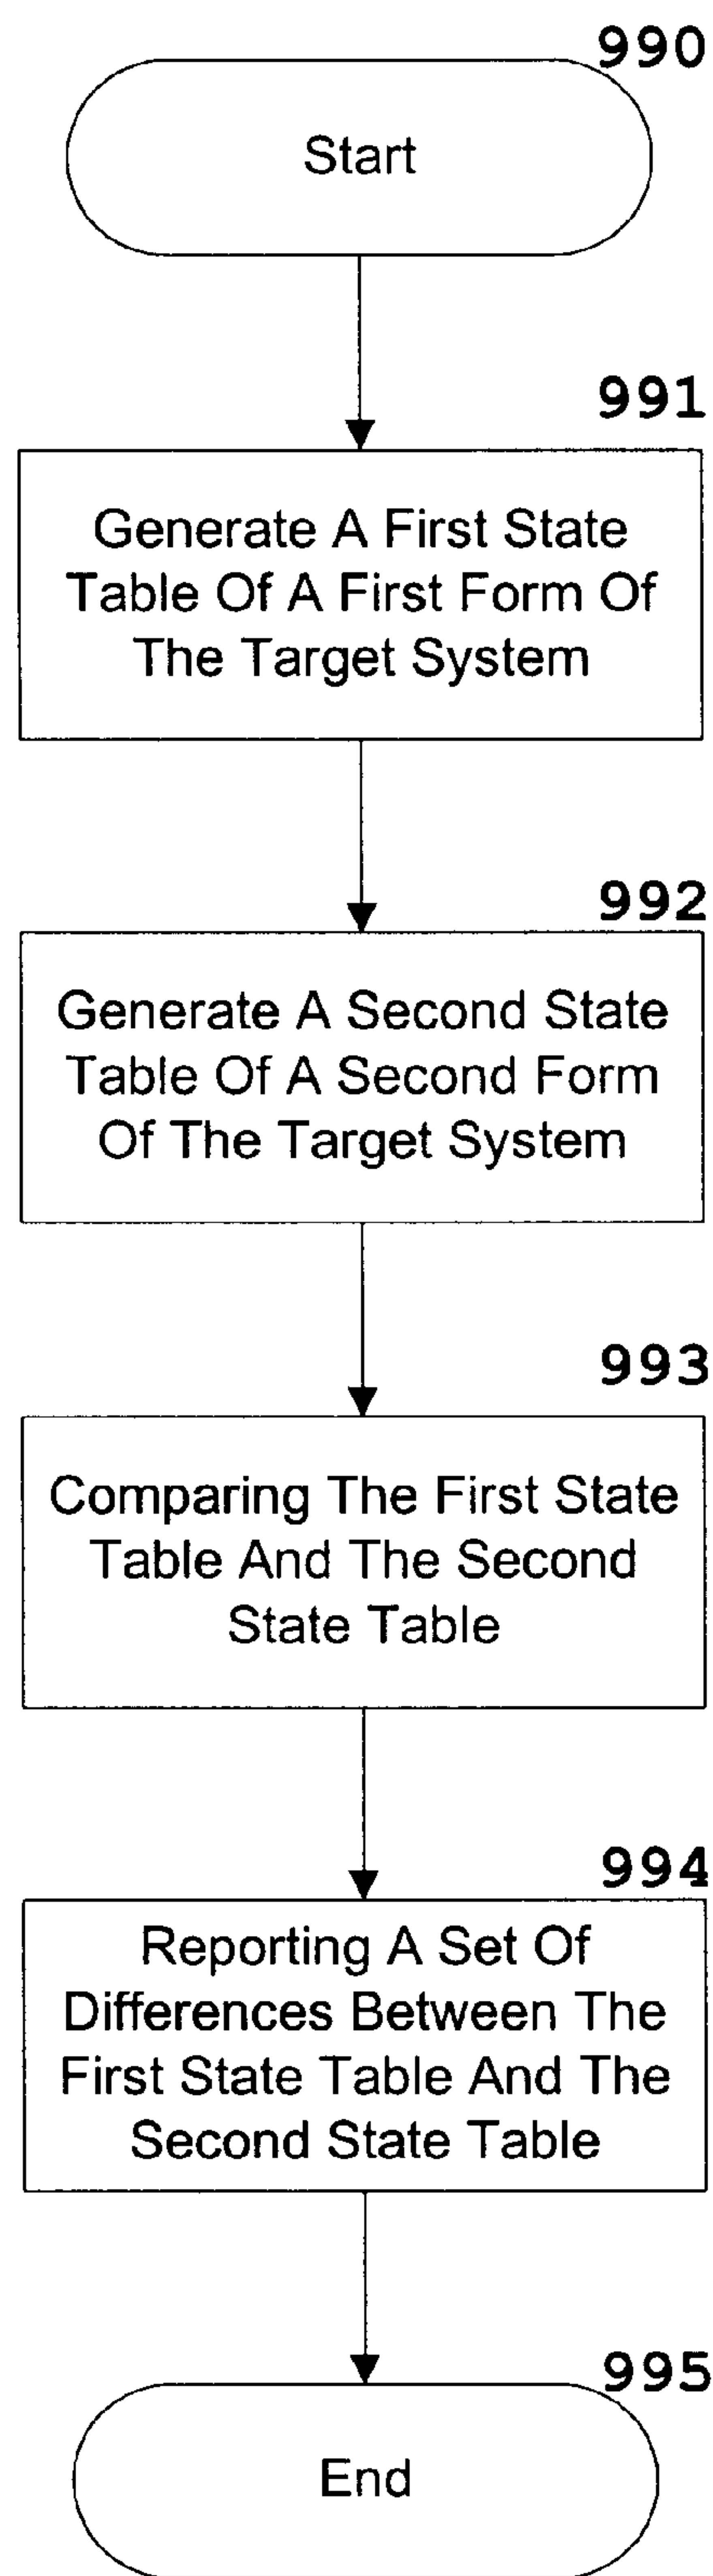 990
Start
991
Generate A First State
Table Of A First Form Of
The Target System
992
Generate A Second State
Table Of A Second Form
Of The Target System
993
Comparing The First State
Table And The Second
State Table
994
Reporting A Set Of
Differences Between The
First State Table And The
Second State Table
995
End